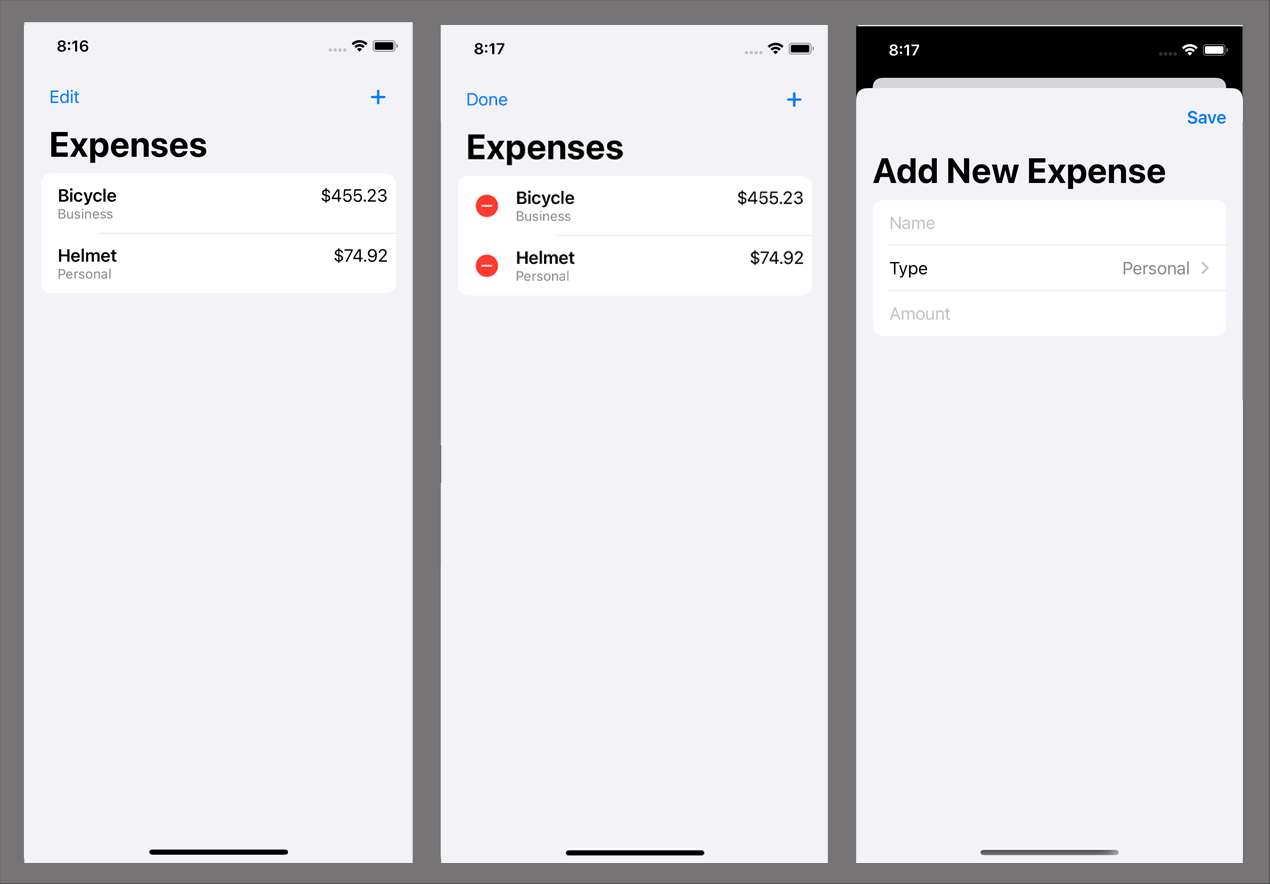 8:16
Edit +
Expenses
Bicycle $455.23
Business
Helmet $74.92
Personal
8:17
Done +
Expenses
Bicycle $455.23
Business
Helmet $74.92
Personal
8:17
Save
Add New Expense
Name
Type Personal
Amount